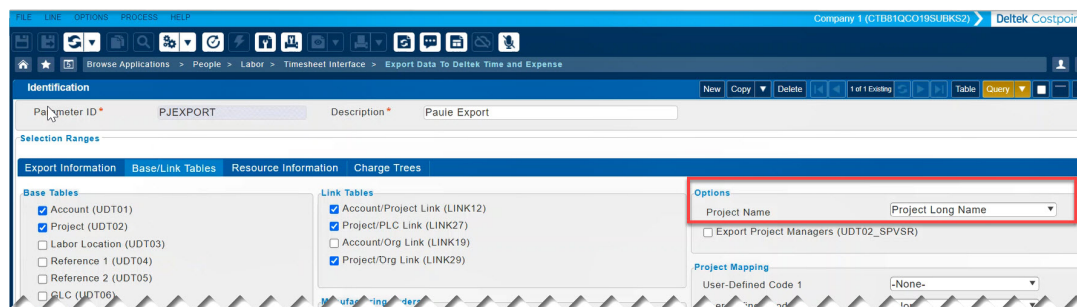 FILE LINE OPTIONS PROCESS HELP
Company 1 (CTB81QCO19SUBKS2) Deltek Costpoin
Browse Applications > People > Labor > Timesheet Interface > Export Data To Deltek Time and Expense
Identification
New Copy Delete 1 of 1 Existing Table Query
Parameter ID * PJEXPORT Description * Paule Export
Selection Ranges
Export Information Base/Link Tables Resource Information Charge Trees
Base Tables Link Tables Options
Account (UDT01) Account/Project Link (LINK12) Project Name Project Long Name
Project (UDT02) Project/PLC Link (LINK27) Export Project Managers (UDT02_SPVSR)
Labor Location (UDT03) Account/Org Link (LINK19)
Reference 1 (UDT04) Project/Org Link (LINK29) Project Mapping
Reference 2 (UDT05) User-Defined Code 1 -None-
GLC (UDT06)